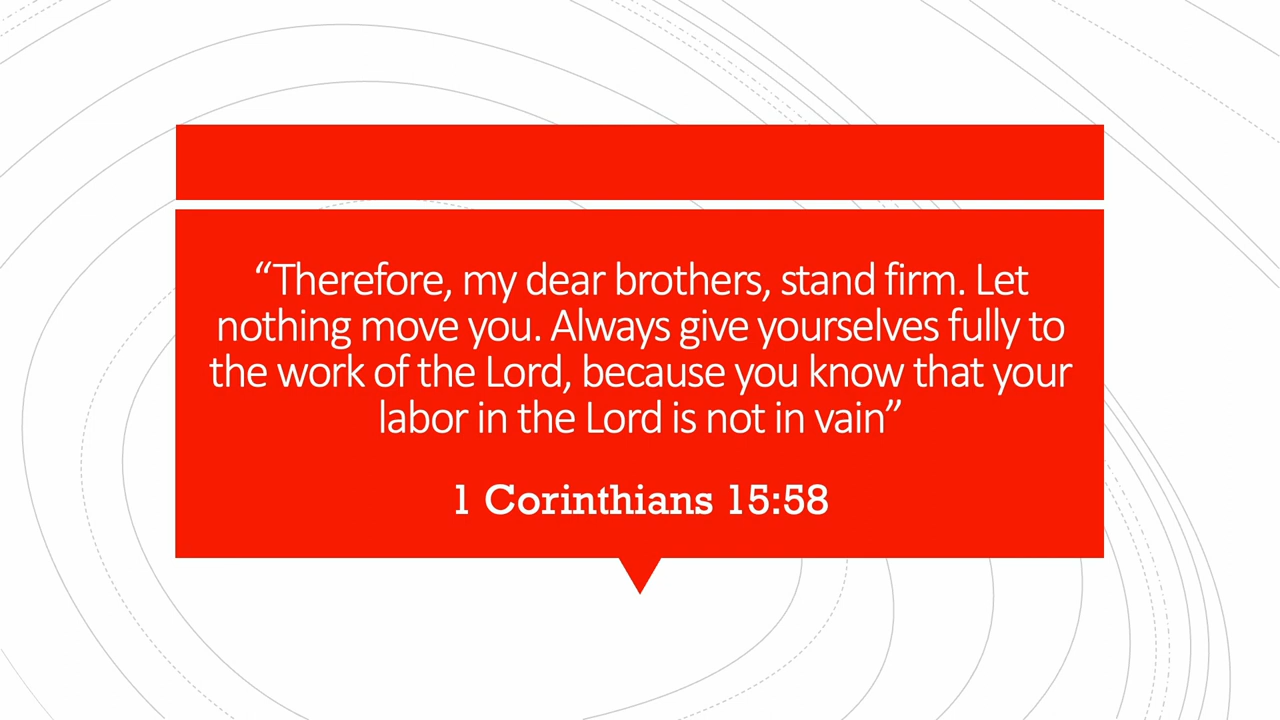 “Therefore, my dear brothers, stand firm. Let
nothing move you. Always give yourselves fully to
the work of the Lord, because you know that your
labor in the Lord is not in vain”
1 Corinthians 15:58